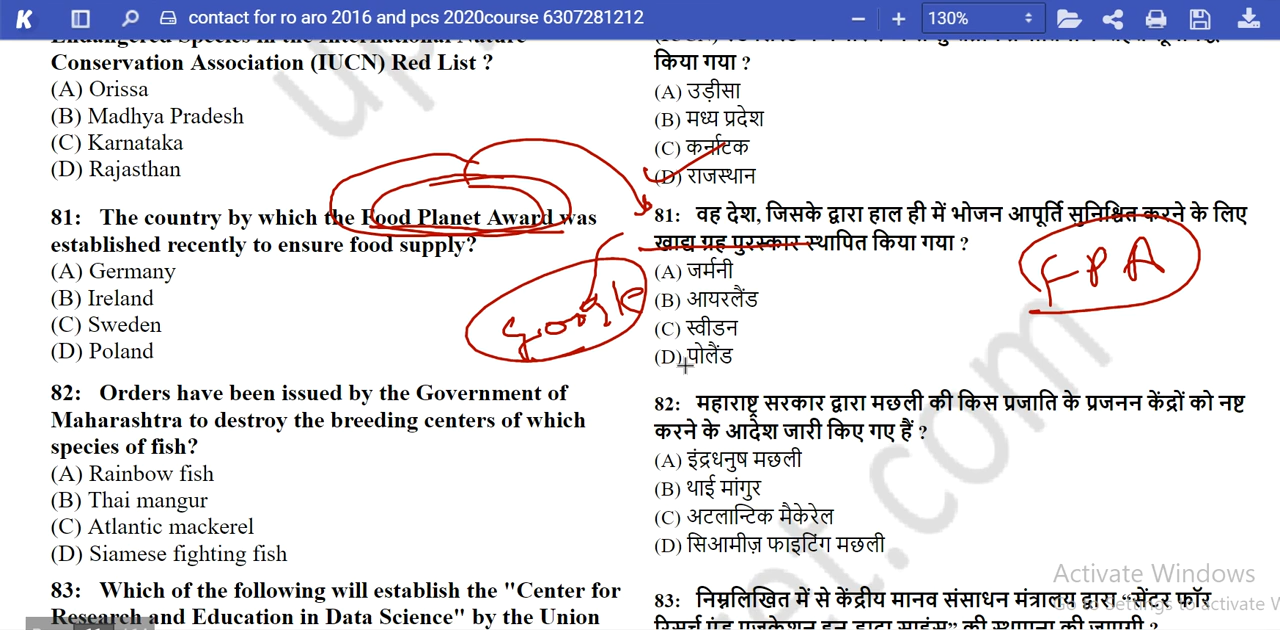 contact for ro aro 2016 and pcs 2020course 6307281212
130%
Conservation Association (IUCN) Red List ?
(A) Orissa
(B) Madhya Pradesh
(C) Karnataka
(D) Rajasthan
81: The country by which the Food Planet Award was
established recently to ensure food supply?
(A) Germany
(B) Ireland
(C) Sweden
(D) Poland
82: Orders have been issued by the Government of
Maharashtra to destroy the breeding centers of which
species of fish?
(A) Rainbow fish
(B) Thai mangur
(C) Atlantic mackerel
(D) Siamese fighting fish
83: Which of the following will establish the "Center for
Research and Education in Data Science" by the Union
किया गया ?
(A) उड़ीसा
(B) मध्य प्रदेश
(C) कर्नाटक
(D) राजस्थान
81: वह देश, जिसके द्वारा हाल ही में भोजन आपूर्ति सुनिश्चित करने के लिए
खाद्य ग्रह पुरस्कार स्थापित किया गया ?
(A) जर्मनी
(B) आयरलैंड
(C) स्वीडन
(D) पोलैंड
82: महाराष्ट्र सरकार द्वारा मछली की किस प्रजाति के प्रजनन केंद्रों को नष्ट
करने के आदेश जारी किए गए हैं ?
(A) इंद्रधनुष मछली
(B) थाई मांगुर
(C) अटलान्टिक मैकेरेल
(D) सिआमीज़ फाइटिंग मछली
83: निम्नलिखित में से केंद्रीय मानव संसाधन मंत्रालय द्वारा “सेंटर फॉर
google
FPA
Activate Windows